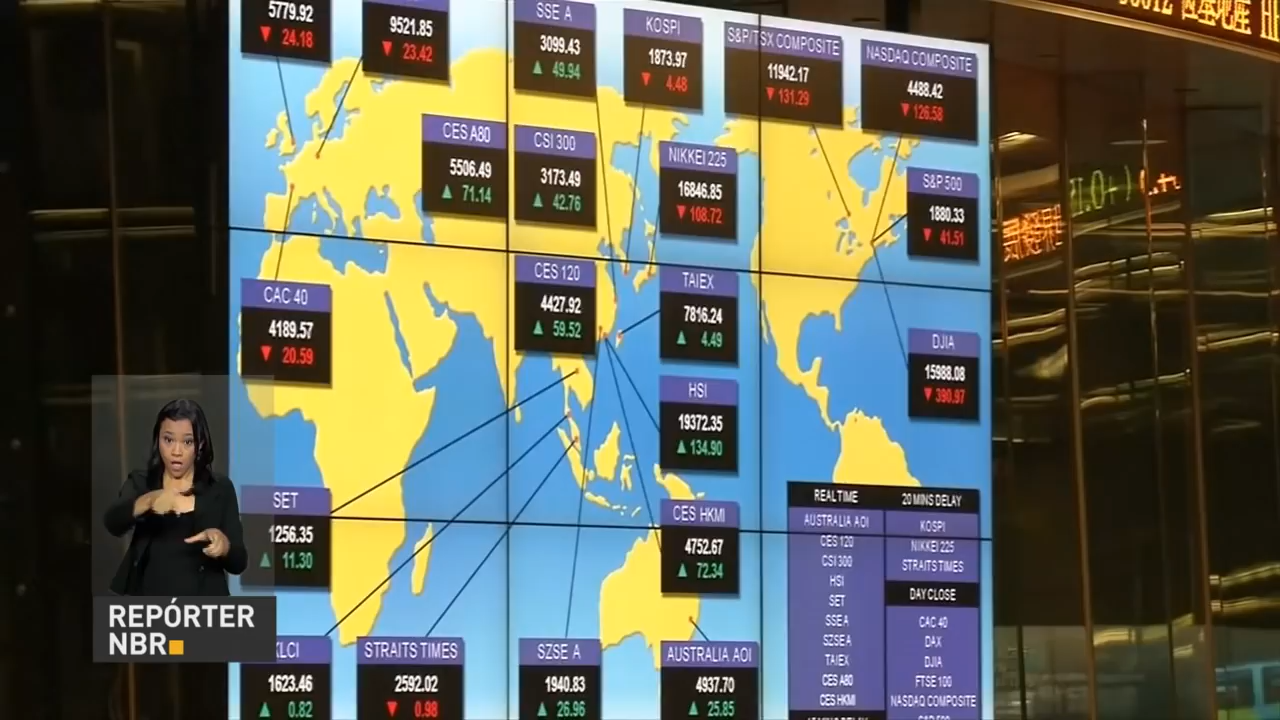 5779.92
▼ 24.18
9521.85
▼ 23.42
SSE A
3099.43
▲ 49.94
KOSPI
1873.97
▼ 4.48
S&P/TSX COMPOSITE
11942.17
▼ 131.29
NASDAQ COMPOSITE
4488.42
▼ 126.58
CES A80
5506.49
▲ 71.14
CSI 300
3173.49
▲ 42.76
NIKKEI 225
16846.85
▼ 108.72
S&P 500
1880.33
▼ 41.51
CAC 40
4189.57
▼ 20.59
CES 120
4427.92
▲ 59.52
TAIEX
7816.24
▲ 4.49
DJIA
15988.08
▼ 390.97
HSI
19372.35
▲ 134.90
SET
1256.35
▲ 11.30
CES HKMI
4752.67
▲ 72.34
KLCI
1623.46
▲ 0.82
STRAITS TIMES
2592.02
▼ 0.98
SZSE A
1940.83
▲ 26.96
AUSTRALIA AOI
4937.70
▲ 25.85
REALTIME
AUSTRALIA AOI
CES 120
CSI 300
HSI
SET
SSE A
SZSE A
TAIEX
CES A80
CES HKMI
20 MINS DELAY
KOSPI
NIKKEI 225
STRAITS TIMES
DAY CLOSE
CAC 40
DAX
DJIA
FTSE 100
NASDAQ COMPOSITE
S&P 500
REPÓRTER
NBR